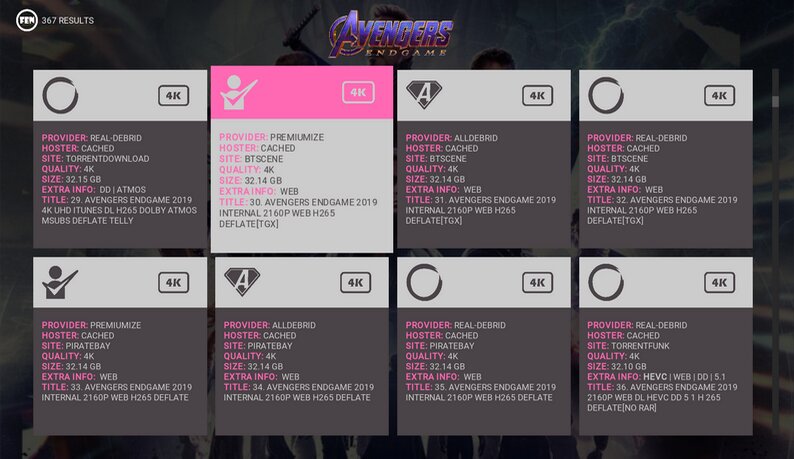 FEN 367 RESULTS
AVENGERS
ENDGAME
4K
PROVIDER: REAL-DEBRID
HOSTER: CACHED
SITE: TORRENTDOWNLOAD
QUALITY: 4K
SIZE: 32.15 GB
EXTRA INFO: DD | ATMOS
TITLE: 29. AVENGERS ENDGAME 2019
4K UHD ITUNES DL H265 DOLBY ATMOS
MSUBS DEFLATE TELLY
4K
PROVIDER: PREMIUMIZE
HOSTER: CACHED
SITE: BTSCENE
QUALITY: 4K
SIZE: 32.14 GB
EXTRA INFO: WEB
TITLE: 30. AVENGERS ENDGAME 2019
INTERNAL 2160P WEB H265
DEFLATE[TGX]
A
4K
PROVIDER: ALLDEBRID
HOSTER: CACHED
SITE: BTSCENE
QUALITY: 4K
SIZE: 32.14 GB
EXTRA INFO: WEB
TITLE: 31. AVENGERS ENDGAME 2019
INTERNAL 2160P WEB H265
DEFLATE[TGX]
4K
PROVIDER: REAL-DEBRID
HOSTER: CACHED
SITE: BTSCENE
QUALITY: 4K
SIZE: 32.14 GB
EXTRA INFO: WEB
TITLE: 32. AVENGERS ENDGAME 2019
INTERNAL 2160P WEB H265
DEFLATE[TGX]
4K
PROVIDER: PREMIUMIZE
HOSTER: CACHED
SITE: PIRATEBAY
QUALITY: 4K
SIZE: 32.14 GB
EXTRA INFO: WEB
TITLE: 33. AVENGERS ENDGAME 2019
INTERNAL 2160P WEB H265 DEFLATE
A
4K
PROVIDER: ALLDEBRID
HOSTER: CACHED
SITE: PIRATEBAY
QUALITY: 4K
SIZE: 32.14 GB
EXTRA INFO: WEB
TITLE: 34. AVENGERS ENDGAME 2019
INTERNAL 2160P WEB H265 DEFLATE
4K
PROVIDER: REAL-DEBRID
HOSTER: CACHED
SITE: PIRATEBAY
QUALITY: 4K
SIZE: 32.14 GB
EXTRA INFO: WEB
TITLE: 35. AVENGERS ENDGAME 2019
INTERNAL 2160P WEB H265 DEFLATE
4K
PROVIDER: REAL-DEBRID
HOSTER: CACHED
SITE: TORRENTFUNK
QUALITY: 4K
SIZE: 32.10 GB
EXTRA INFO: HEVC | WEB | DD | 5.1
TITLE: 36. AVENGERS ENDGAME 2019
2160P WEB DL HEVC DD 5 1 H 265
DEFLATE[NO RAR]